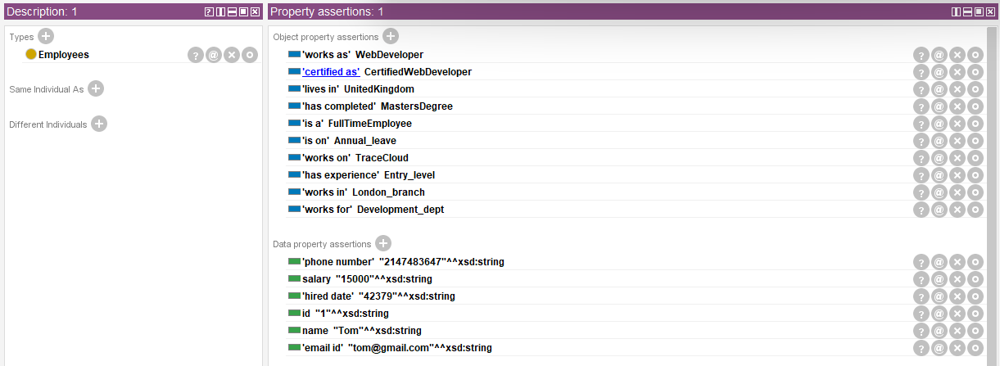 Description: 1
Types
Employees
Same Individual As
Different Individuals
Property assertions: 1
Object property assertions
'works as' WebDeveloper
'certified as' CertifiedWebDeveloper
'lives in' UnitedKingdom
'has completed' MastersDegree
'is a' FullTimeEmployee
'is on' Annual_leave
'works on' TraceCloud
'has experience' Entry_level
'works in' London_branch
'works for' Development_dept
Data property assertions
'phone number' "2147483647"^^xsd:string
salary "15000"^^xsd:string
'hired date' "42379"^^xsd:string
id "1"^^xsd:string
name "Tom"^^xsd:string
'email id' "tom@gmail.com"^^xsd:string